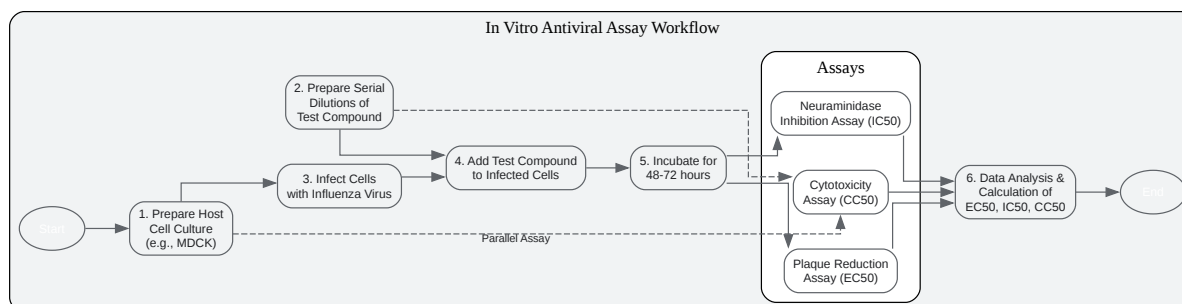 In Vitro Antiviral Assay Workflow
Assays
2. Prepare Serial
Dilutions of
Test Compound
Neuraminidase
Inhibition Assay (IC50)
4. Add Test Compound
to Infected Cells
5. Incubate for
48-72 hours
3. Infect Cells
with Influenza Virus
Cytotoxicity
Assay (CC50)
6. Data Analysis &
Calculation of
EC50, IC50, CC50
End
Start
1. Prepare Host
Cell Culture
(e.g., MDCK)
Parallel Assay
Plaque Reduction
Assay (EC50)